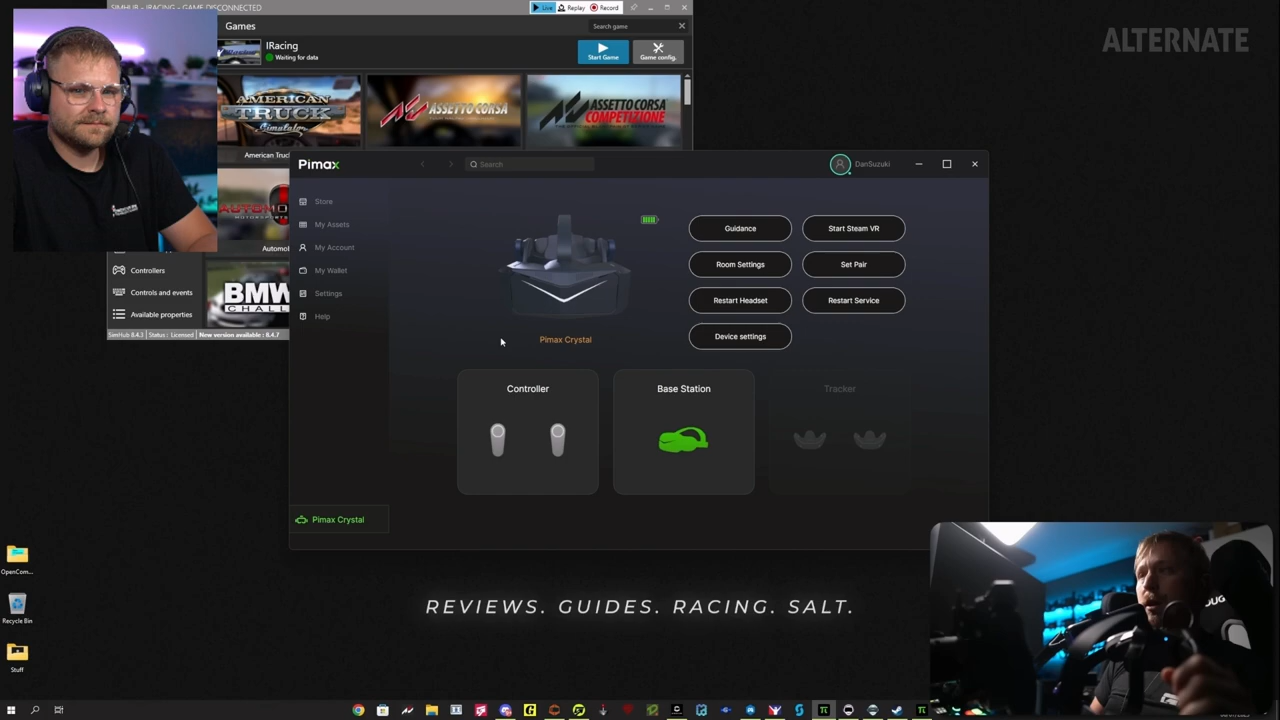 SIMHUB - IRACING - GAME DISCONNECTED
Live
Replay
Record
Games
Search game
IRacing
Waiting for data
Start Game
Game config.
ALTERNATE
AMERICAN
TRUCK
Simulator
ASSETTO CORSA
ASSETTO CORSA
COMPETIZIONE
American Truc
Pimax
Search
DanSuzuki
Store
My Assets
My Account
My Wallet
Settings
Help
Guidance
Start Steam VR
Room Settings
Set Pair
Restart Headset
Restart Service
Device settings
Pimax Crystal
Automobi
Controllers
Controls and events
Available properties
BMW
CHALL
SimHub 8.4.3
Status : Licensed
New version available : 8.4.7
Controller
Base Station
Tracker
Pimax Crystal
OpenCom...
Recycle Bin
Stuff
REVIEWS. GUIDES. RACING. SALT.